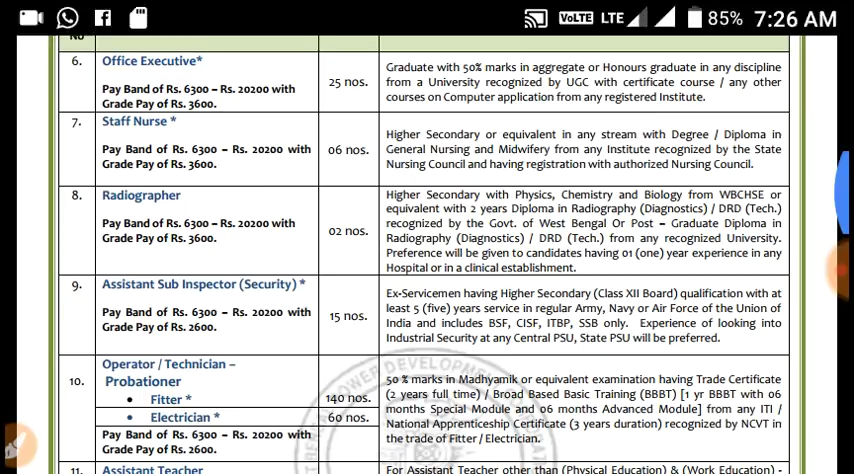 VoLTE LTE 85% 7:26 AM
No
6. Office Executive*
Pay Band of Rs. 6300 – Rs. 20200 with
Grade Pay of Rs. 3600.
25 nos.
Graduate with 50% marks in aggregate or Honours graduate in any discipline
from a University recognized by UGC with certificate course / any other
courses on Computer application from any registered Institute.
7. Staff Nurse *
Pay Band of Rs. 6300 – Rs. 20200 with
Grade Pay of Rs. 3600.
06 nos.
Higher Secondary or equivalent in any stream with Degree / Diploma in
General Nursing and Midwifery from any Institute recognized by the State
Nursing Council and having registration with authorized Nursing Council.
8. Radiographer
Pay Band of Rs. 6300 – Rs. 20200 with
Grade Pay of Rs. 3600.
02 nos.
Higher Secondary with Physics, Chemistry and Biology from WBCHSE or
equivalent with 2 years Diploma in Radiography (Diagnostics) / DRD (Tech.)
recognized by the Govt. of West Bengal Or Post – Graduate Diploma in
Radiography (Diagnostics) / DRD (Tech.) from any recognized University.
Preference will be given to candidates having 01 (one) year experience in any
Hospital or in a clinical establishment.
9. Assistant Sub Inspector (Security) *
Pay Band of Rs. 6300 – Rs. 20200 with
Grade Pay of Rs. 2600.
15 nos.
Ex-Servicemen having Higher Secondary (Class XII Board) qualification with at
least 5 (five) years service in regular Army, Navy or Air Force of the Union of
India and includes BSF, CISF, ITBP, SSB only. Experience of looking into
Industrial Security at any Central PSU, State PSU will be preferred.
10. Operator / Technician –
Probationer
• Fitter * 140 nos.
• Electrician * 60 nos.
Pay Band of Rs. 6300 – Rs. 20200 with
Grade Pay of Rs. 2600.
50 % marks in Madhyamik or equivalent examination having Trade Certificate
(2 years full time) / Broad Based Basic Training (BBBT) [1 yr BBBT with 06
months Special Module and 06 months Advanced Module] from any ITI /
National Apprenticeship Certificate (3 years duration) recognized by NCVT in
the trade of Fitter / Electrician.
POWER DEVELOPMENT
11. Assistant Teacher
For Assistant Teacher other than (Physical Education) & (Work Education) -